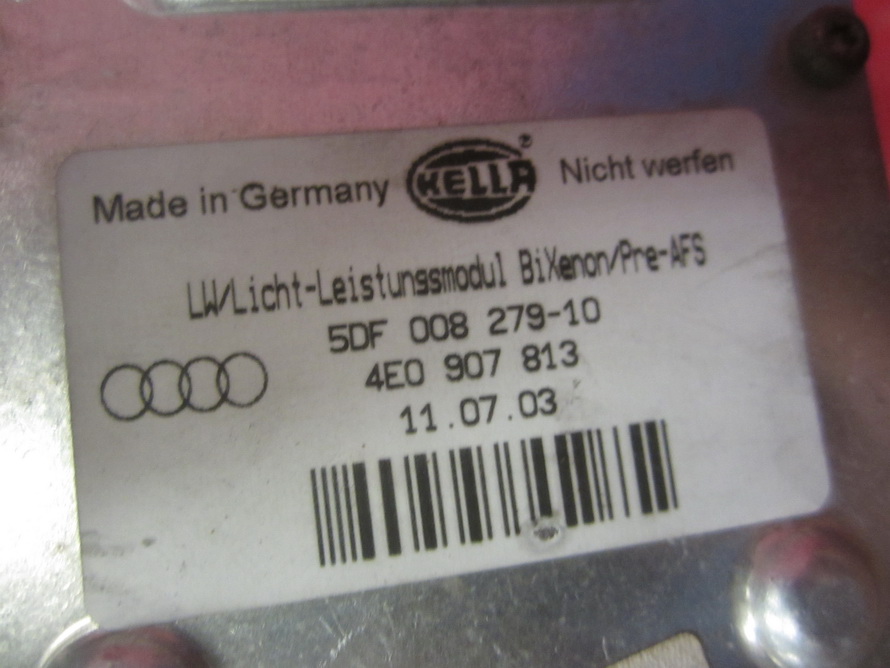 Made in Germany HELLA Nicht werfen
LW/Licht-Leistungsmodul BiXenon/Pre-AFS
5DF 008 279-10
4E0 907 813
11.07.03